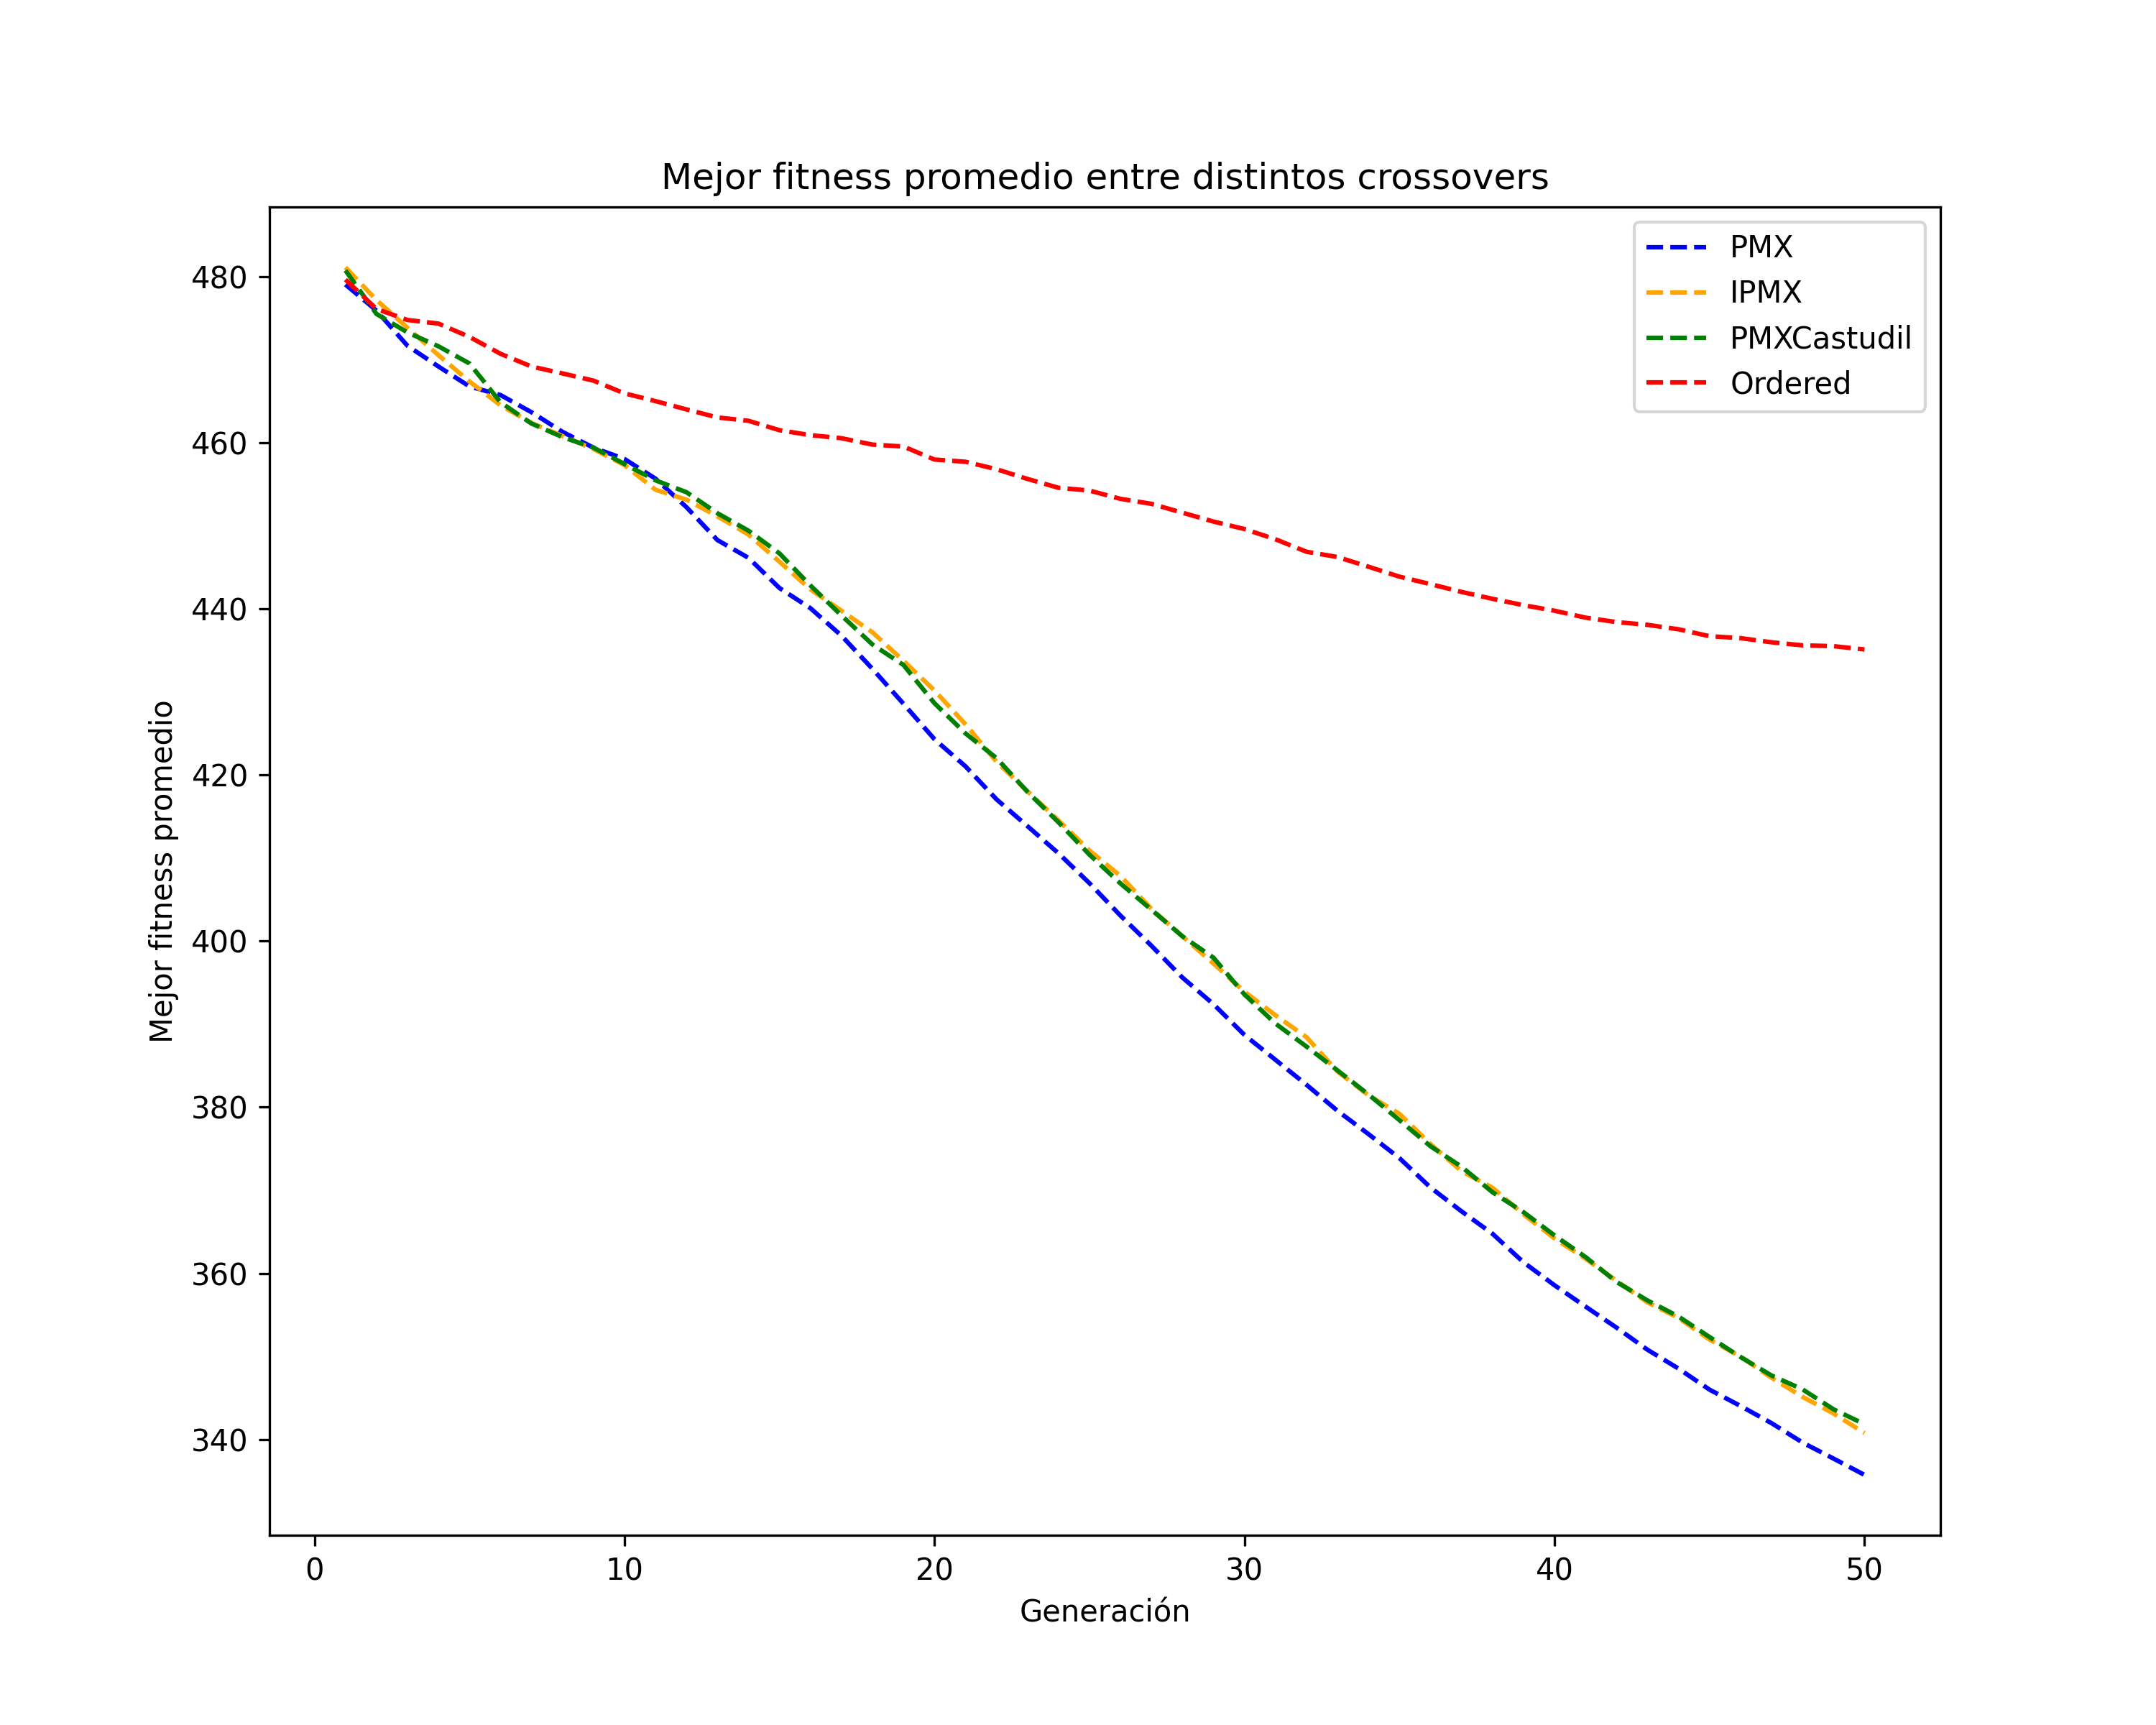 Mejor fitness promedio entre distintos crossovers
PMX
IPMX
PMXCastudil
Ordered
Mejor fitness promedio
480
460
440
420
400
380
360
340
0 10 20 30 40 50
Generación